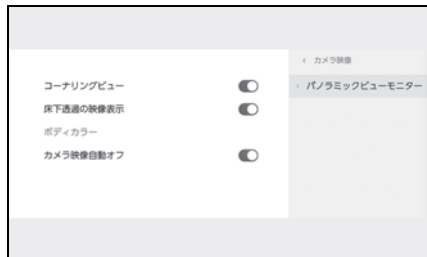 ‹ カメラ映像
‹ パノラミックビューモニター
コーナリングビュー
床下透過の映像表示
ボディカラー
カメラ映像自動オフ